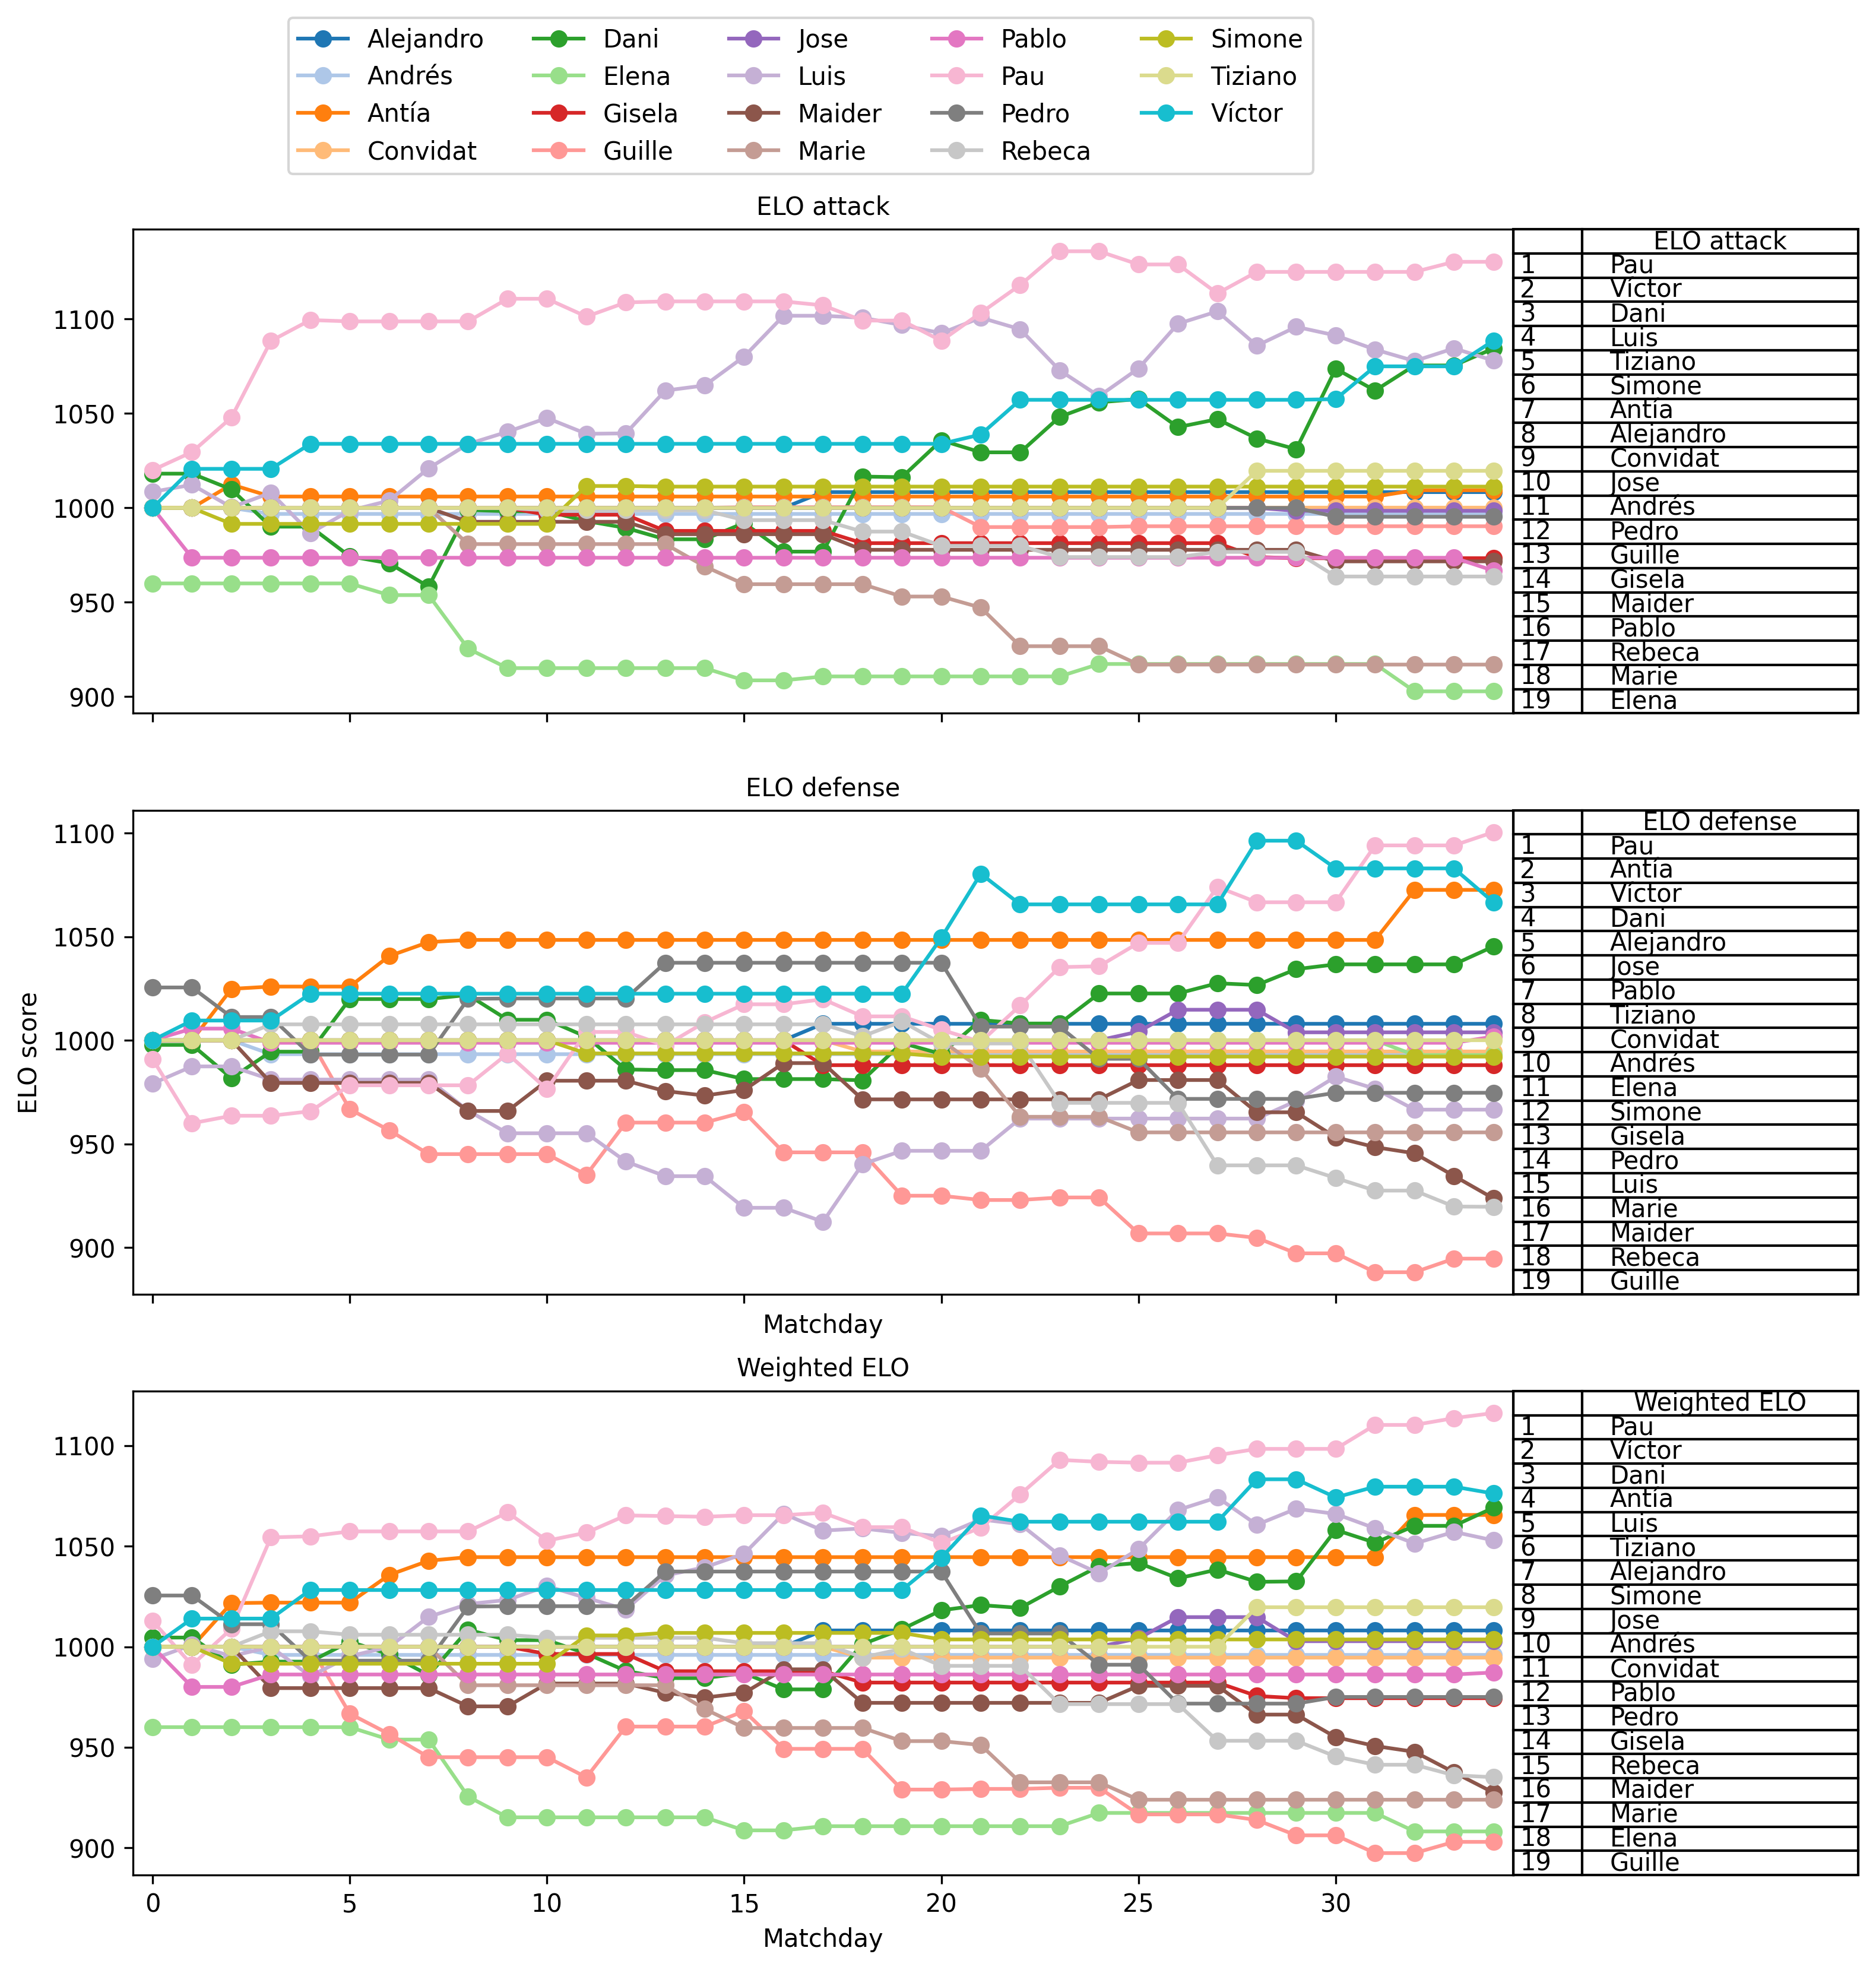 Alejandro Dani Jose Pablo Simone
Andrés Elena Luis Pau Tiziano
Antía Gisela Maider Pedro Víctor
Convidat Guille Marie Rebeca
ELO attack
1100
1050
1000
950
900
ELO attack
1 Pau
2 Víctor
3 Dani
4 Luis
5 Tiziano
6 Simone
7 Antía
8 Alejandro
9 Convidat
10 Jose
11 Andrés
12 Pedro
13 Guille
14 Gisela
15 Maider
16 Pablo
17 Rebeca
18 Marie
19 Elena
ELO defense
ELO score
1100
1050
1000
950
900
Matchday
ELO defense
1 Pau
2 Antía
3 Víctor
4 Dani
5 Alejandro
6 Jose
7 Pablo
8 Tiziano
9 Convidat
10 Andrés
11 Elena
12 Simone
13 Gisela
14 Pedro
15 Luis
16 Marie
17 Maider
18 Rebeca
19 Guille
Weighted ELO
1100
1050
1000
950
900
0 5 10 15 20 25 30
Matchday
Weighted ELO
1 Pau
2 Víctor
3 Dani
4 Antía
5 Luis
6 Tiziano
7 Alejandro
8 Simone
9 Jose
10 Andrés
11 Convidat
12 Pablo
13 Pedro
14 Gisela
15 Rebeca
16 Maider
17 Marie
18 Elena
19 Guille